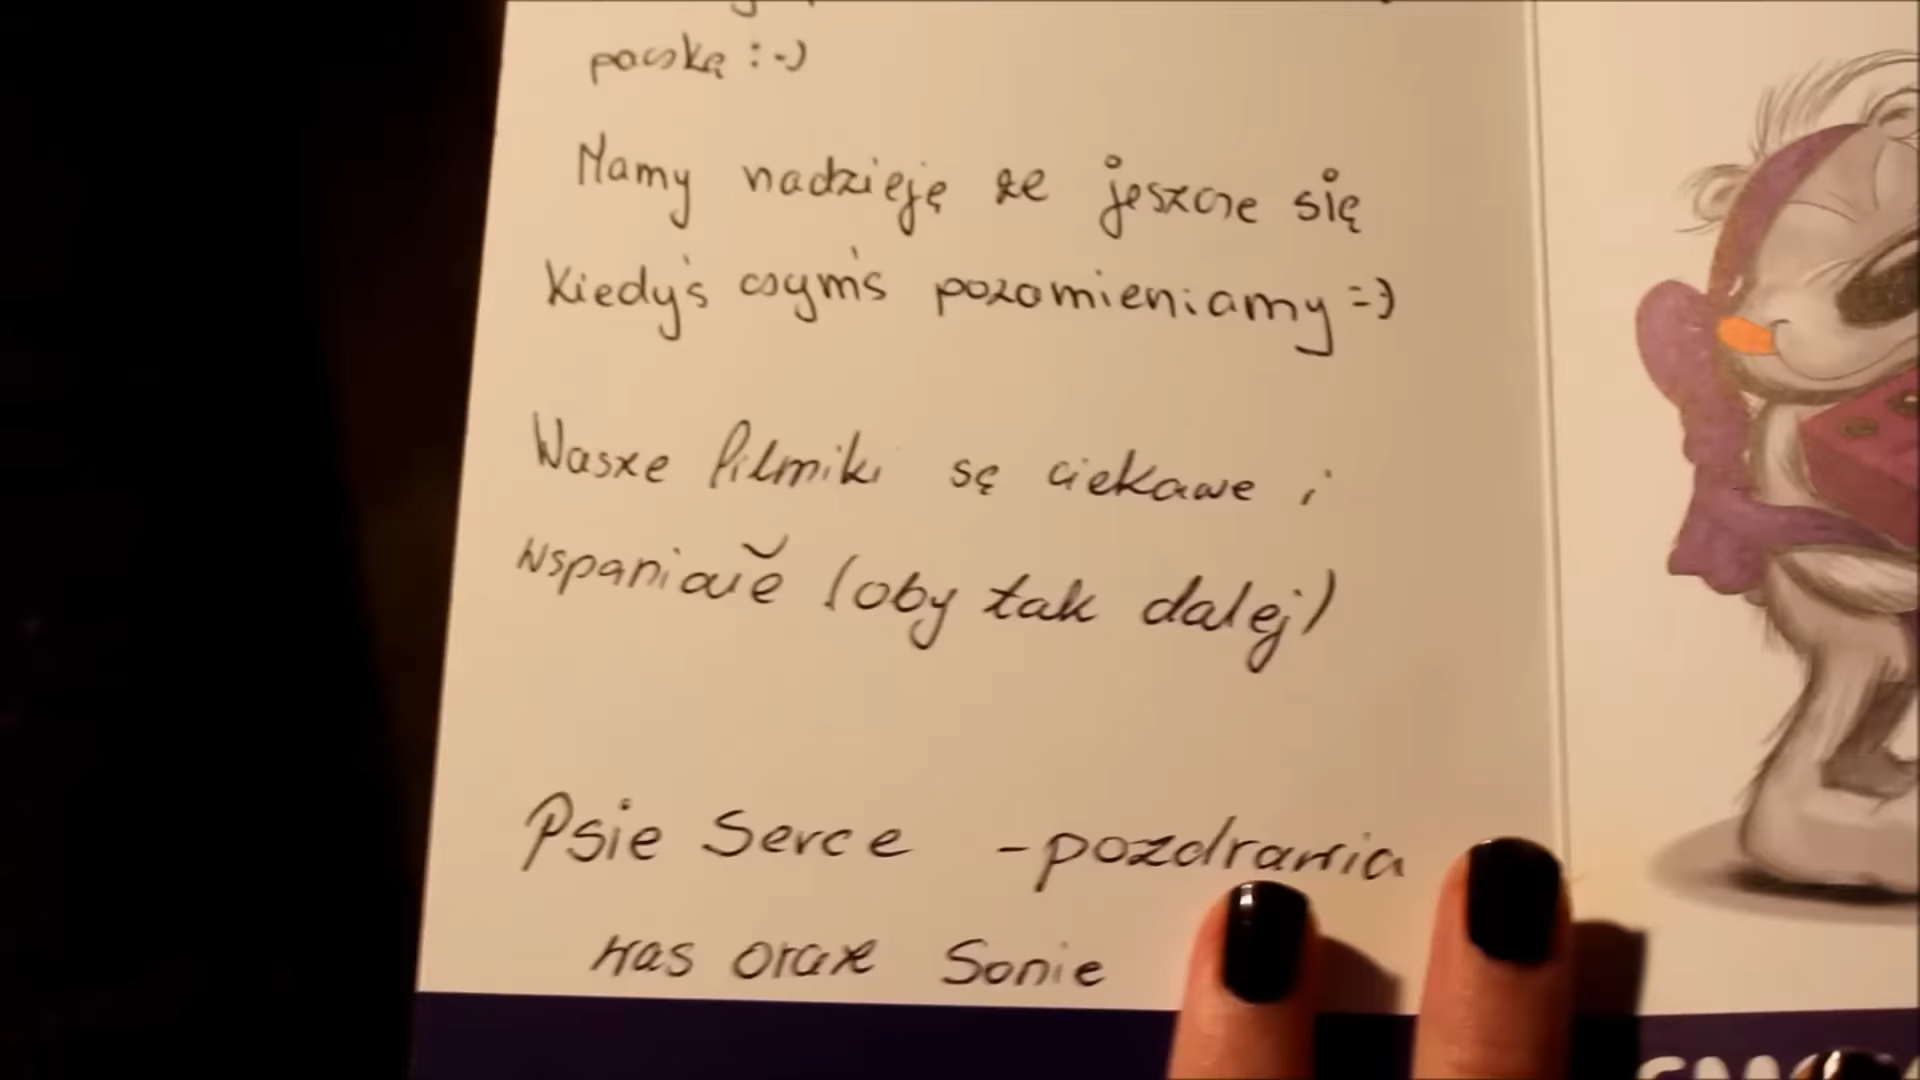 paczkę :-)
Mamy nadzieję że jeszcze się
kiedyś czymś pozamieniamy =)
Wasze filmiki są ciekawe i
wspaniałe (oby tak dalej)
Psie Serce - pozdrawia
was oraz Sonie